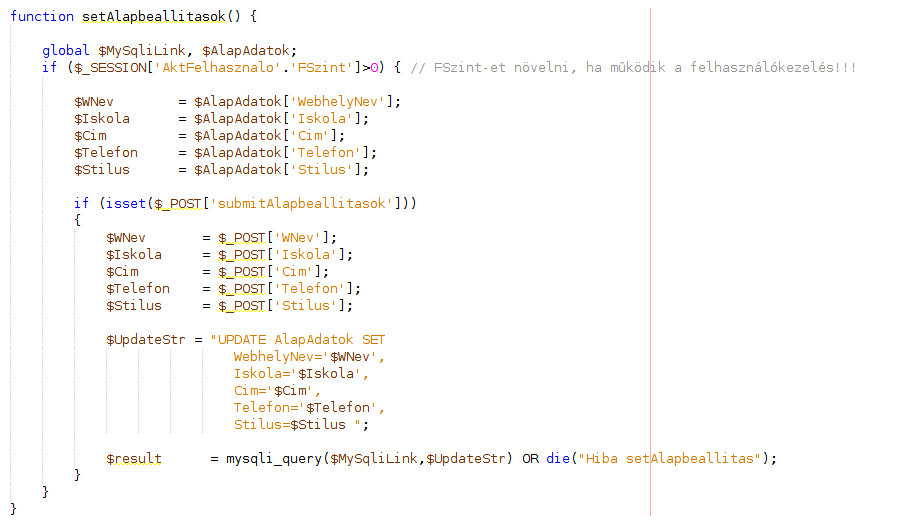 function setAlapbeallitasok() {
global $MySqliLink, $AlapAdatok;
if ($_SESSION['AktFelhasznalo'.'FSzint']>0) { // FSzint-et növelni, ha működik a felhasználókezelés!!!
$WNev = $AlapAdatok['WebhelyNev'];
$Iskola = $AlapAdatok['Iskola'];
$Cim = $AlapAdatok['Cim'];
$Telefon = $AlapAdatok['Telefon'];
$Stilus = $AlapAdatok['Stilus'];
if (isset($_POST['submitAlapbeallitasok']))
{
$WNev = $_POST['WNev'];
$Iskola = $_POST['Iskola'];
$Cim = $_POST['Cim'];
$Telefon = $_POST['Telefon'];
$Stilus = $_POST['Stilus'];
$UpdateStr = "UPDATE AlapAdatok SET
WebhelyNev='$WNev',
Iskola='$Iskola',
Cim='$Cim',
Telefon='$Telefon',
Stilus=$Stilus ";
$result = mysqli_query($MySqliLink,$UpdateStr) OR die("Hiba setAlapbeallitas");
}
}
}